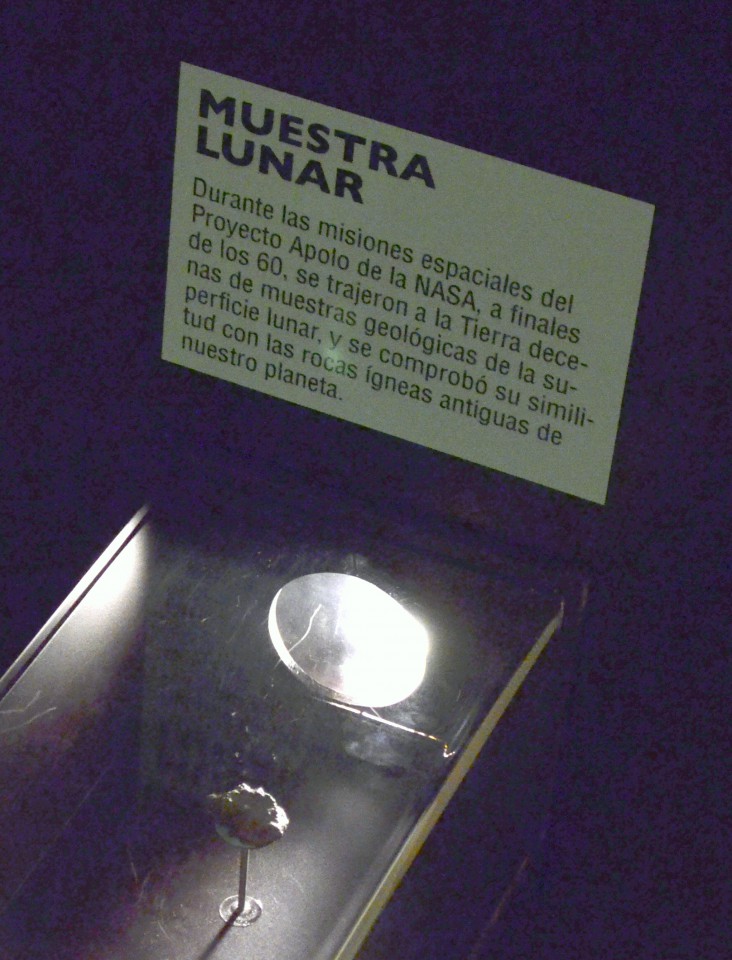 MUESTRA
LUNAR
Durante las misiones espaciales del
Proyecto Apolo de la NASA, a finales
de los 60, se trajeron a la Tierra dece-
nas de muestras geológicas de la su-
perficie lunar, y se comprobó su simili-
tud con las rocas ígneas antiguas de
nuestro planeta.